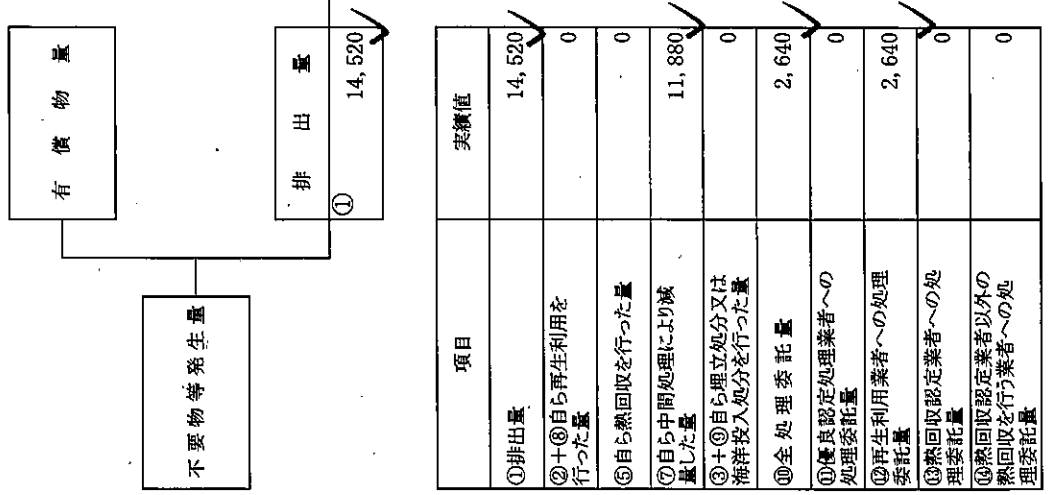 不要物等発生量
有償物量
排出量
①
14,520
項目
実績値
①排出量
14,520
②+⑧自ら再生利用を
行った量
0
⑤自ら熱回収を行った量
0
⑦自ら中間処理により減
量した量
11,880
③+⑨自ら埋立処分又は
海洋投入処分を行った量
0
⑩全処理委託量
2,640
⑪優良認定処理業者への
処理委託量
0
⑫再生利用業者への処理
委託量
2,640
⑬熱回収認定業者への処
理委託量
0
⑭熱回収認定業者以外の
熱回収を行う業者への処
理委託量
0